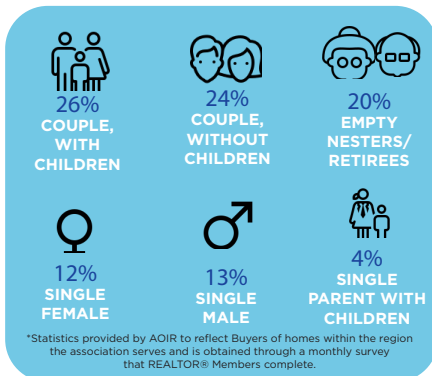 26%
COUPLE,
WITH
CHILDREN
24%
COUPLE,
WITHOUT
CHILDREN
20%
EMPTY
NESTERS/
RETIREES
12%
SINGLE
FEMALE
13%
SINGLE
MALE
4%
SINGLE
PARENT WITH
CHILDREN
*Statistics provided by AOIR to reflect Buyers of homes within the region
the association serves and is obtained through a monthly survey
that REALTOR® Members complete.